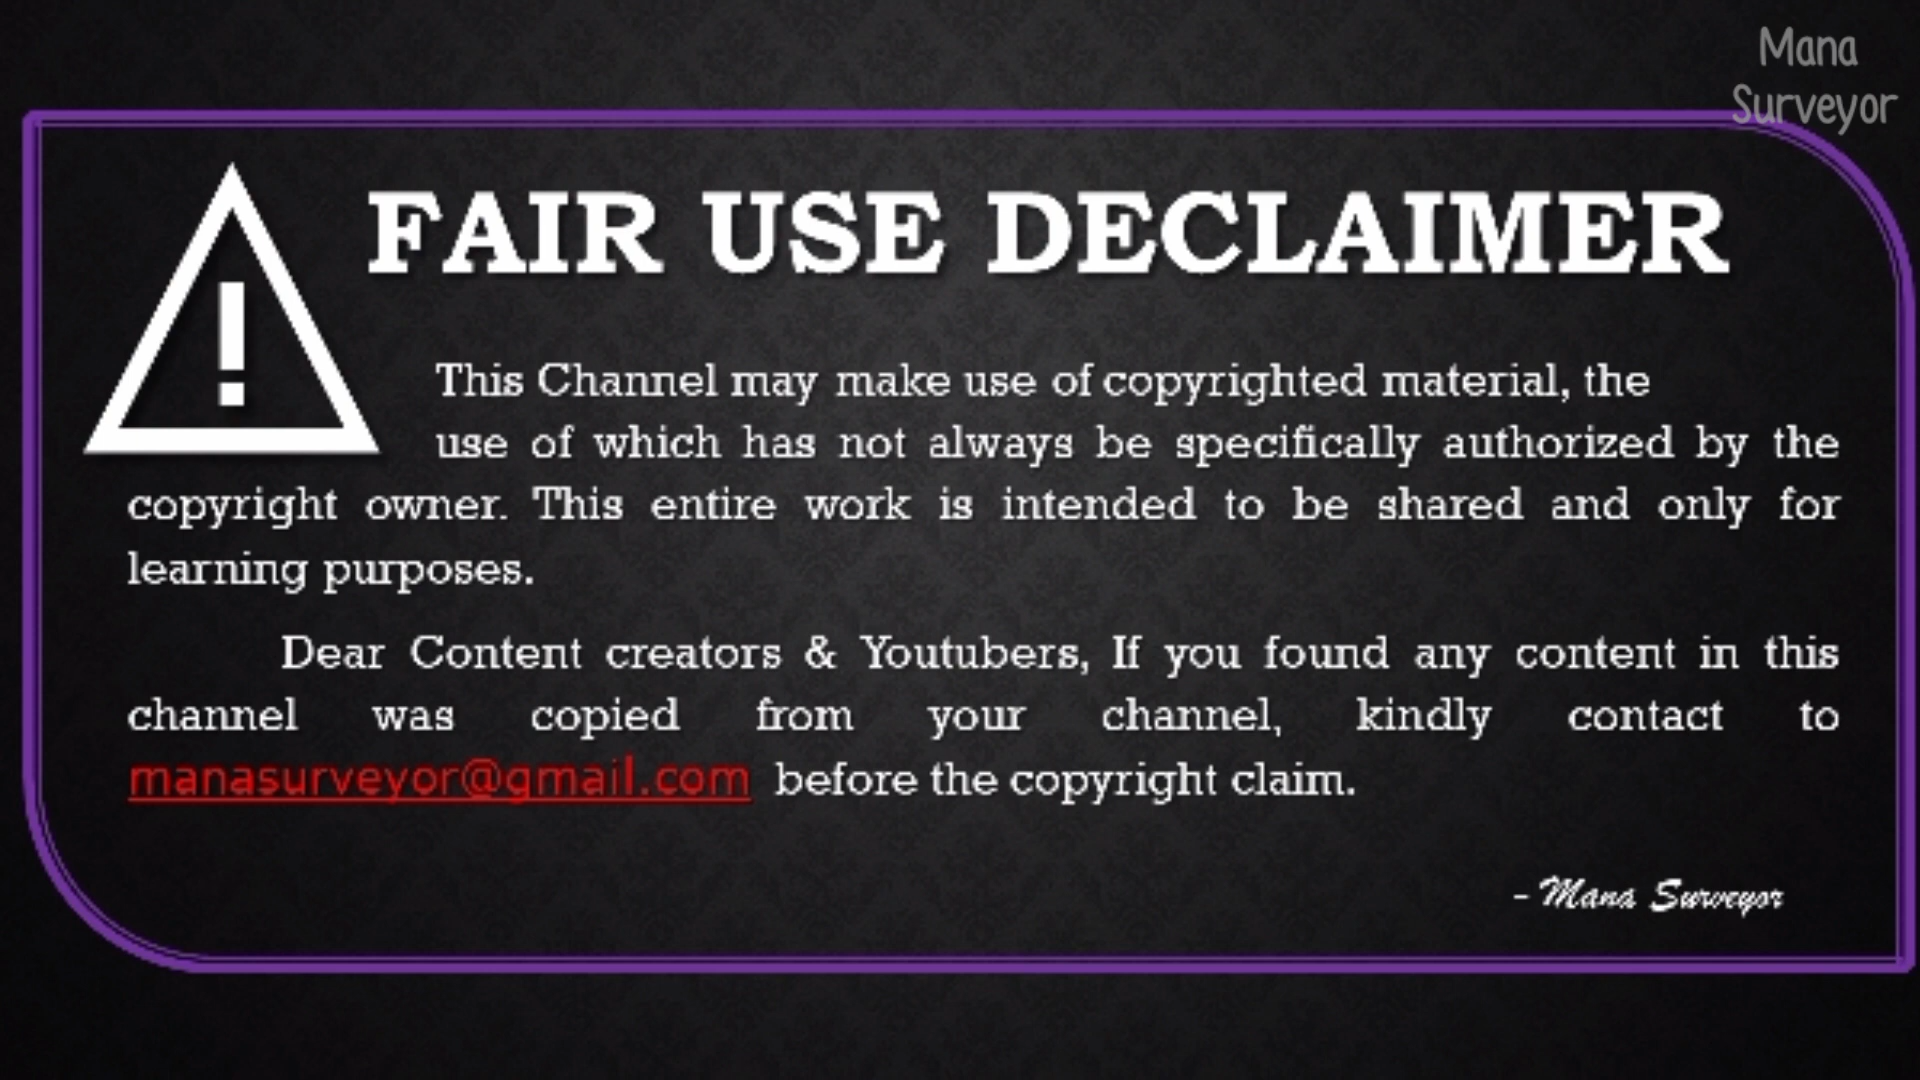 Mana
Surveyor
FAIR USE DECLAIMER
This Channel may make use of copyrighted material, the
use of which has not always be specifically authorized by the
copyright owner. This entire work is intended to be shared and only for
learning purposes.
Dear Content creators & Youtubers, If you found any content in this
channel was copied from your channel, kindly contact to
manasurveyor@gmail.com before the copyright claim.
- Mana Surveyor